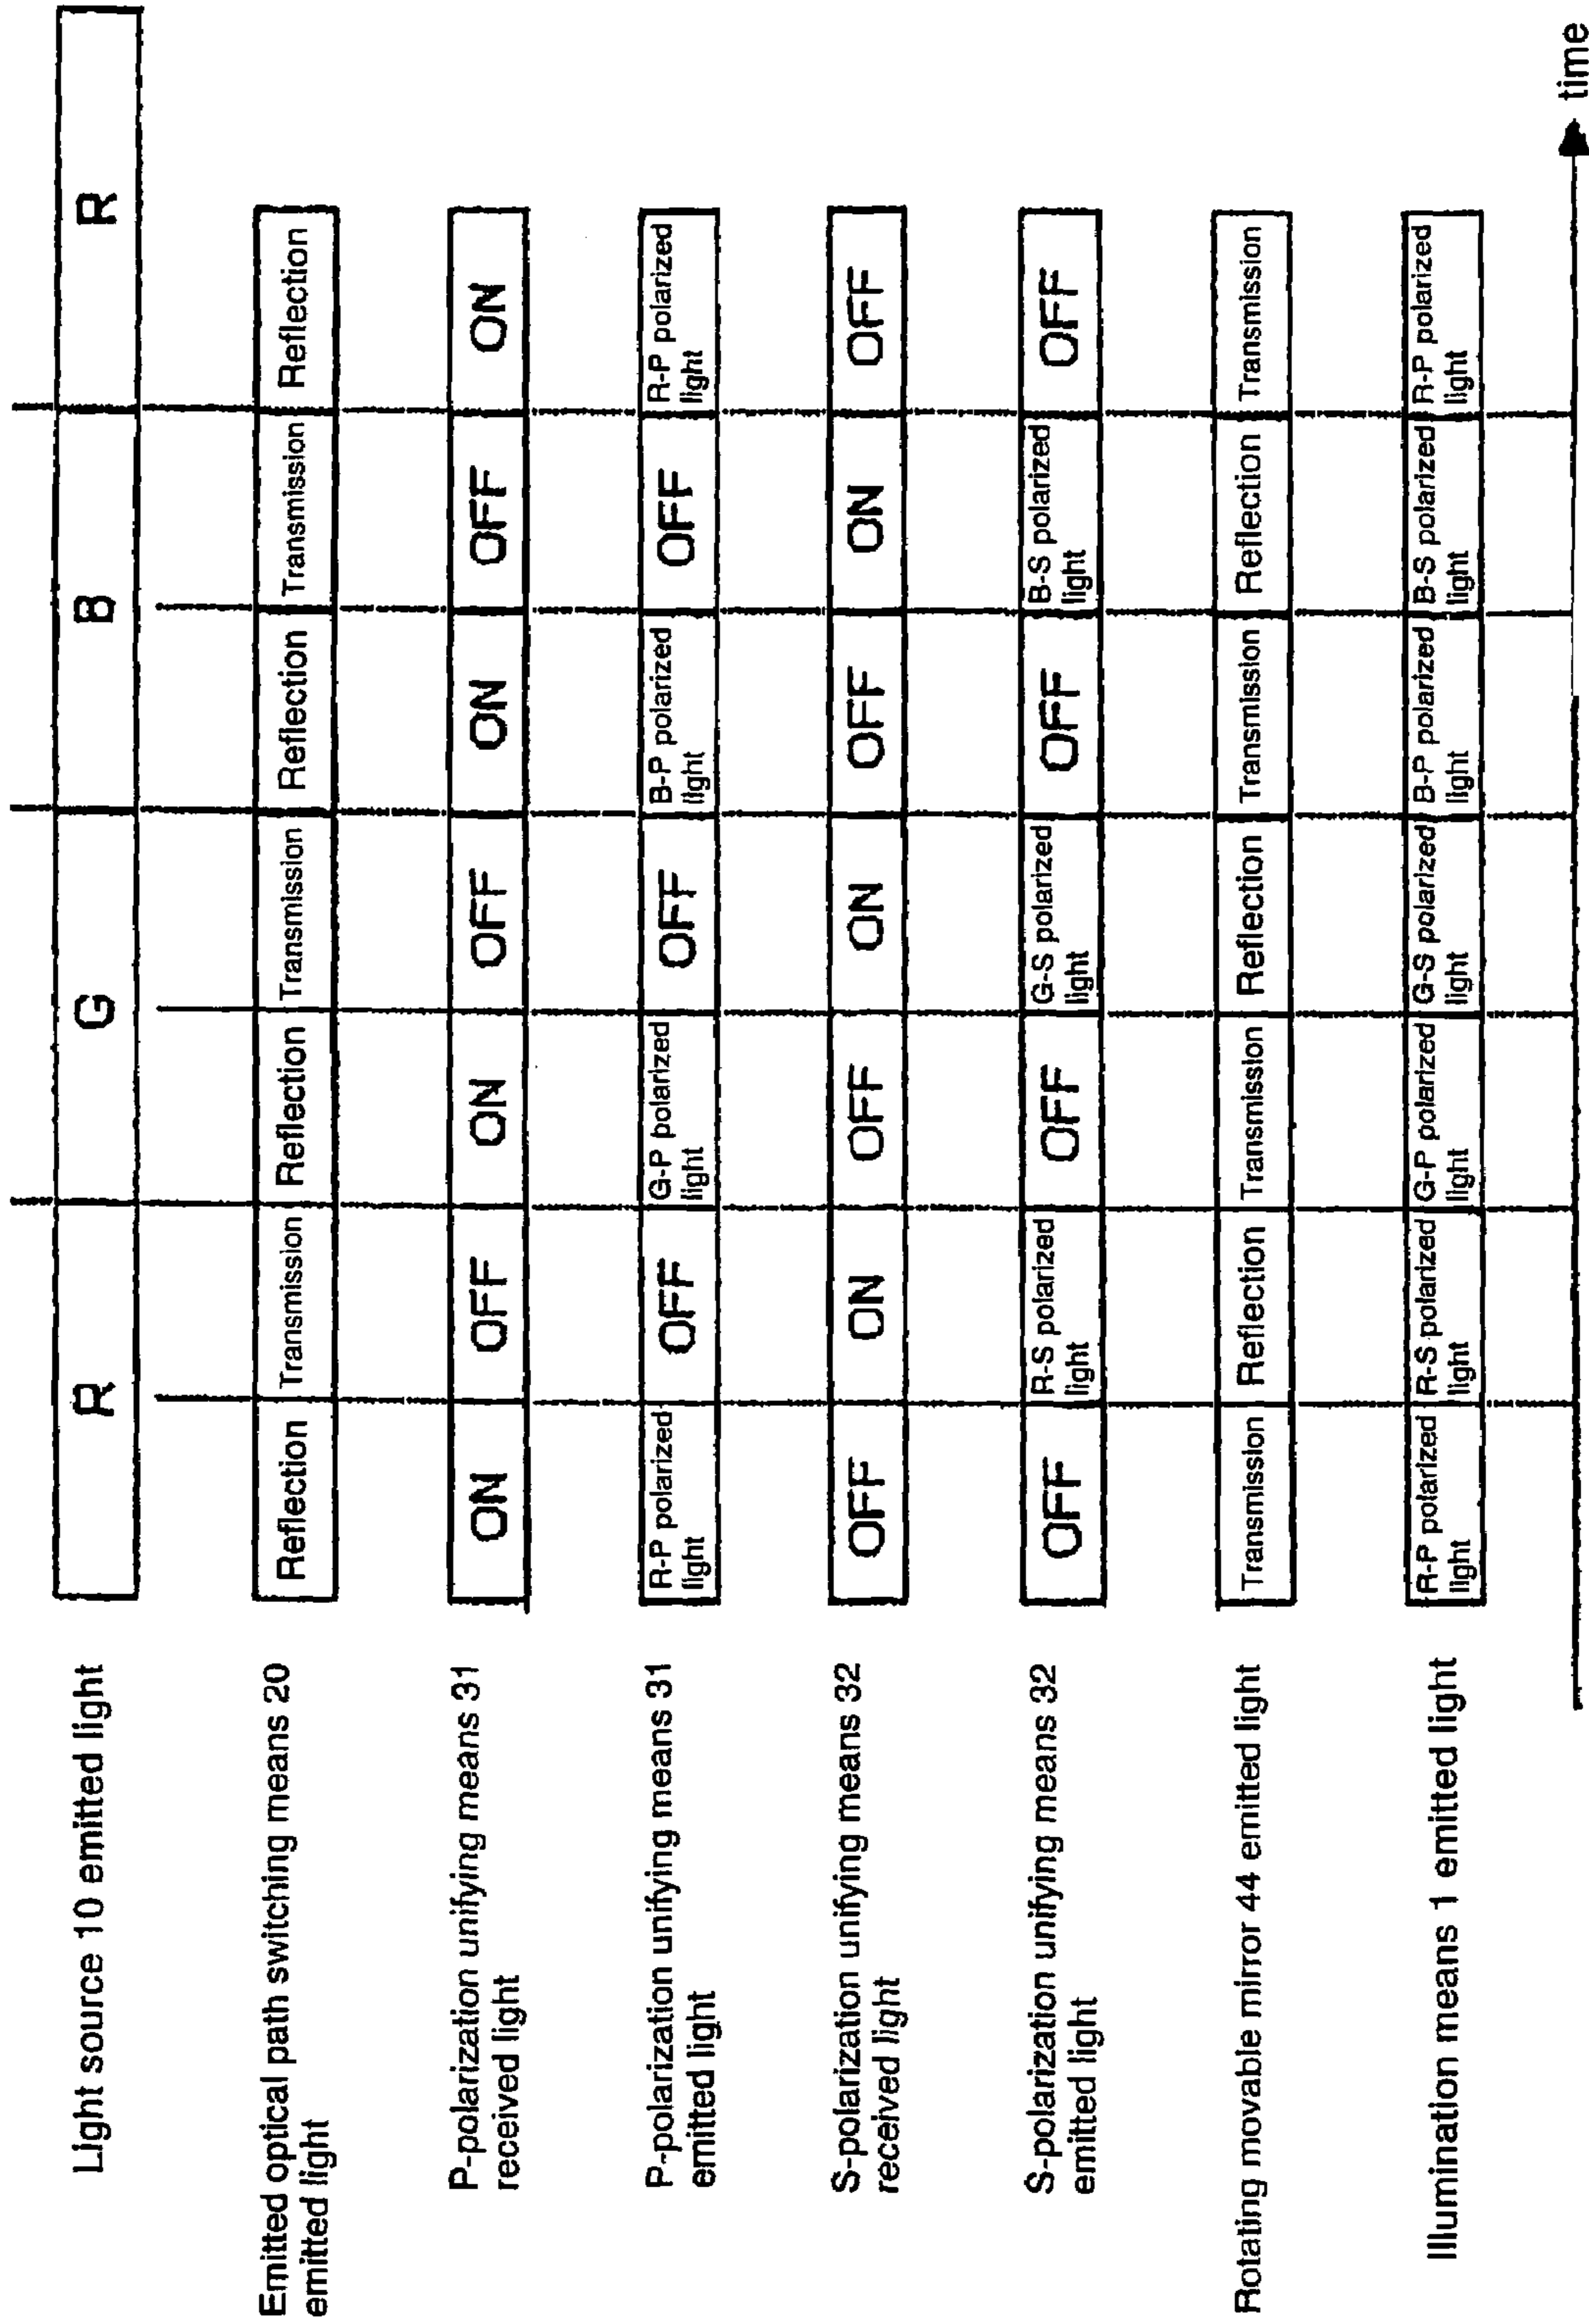 Light source 10 emitted light
R
G
B
R
Emitted optical path switching means 20
emitted light
Reflection
Transmission
Reflection
Transmission
Reflection
Transmission
Reflection
P-polarization unifying means 31
received light
ON
OFF
ON
OFF
ON
OFF
ON
P-polarization unifying means 31
emitted light
R-P polarized
light
OFF
G-P polarized
light
OFF
B-P polarized
light
OFF
R-P polarized
light
S-polarization unifying means 32
received light
OFF
ON
OFF
ON
OFF
ON
OFF
S-polarization unifying means 32
emitted light
OFF
R-S polarized
light
OFF
G-S polarized
light
OFF
B-S polarized
light
OFF
Rotating movable mirror 44 emitted light
Transmission
Reflection
Transmission
Reflection
Transmission
Reflection
Transmission
Illumination means 1 emitted light
R-P polarized
light
R-S polarized
light
G-P polarized
light
G-S polarized
light
B-P polarized
light
B-S polarized
light
R-P polarized
light
time